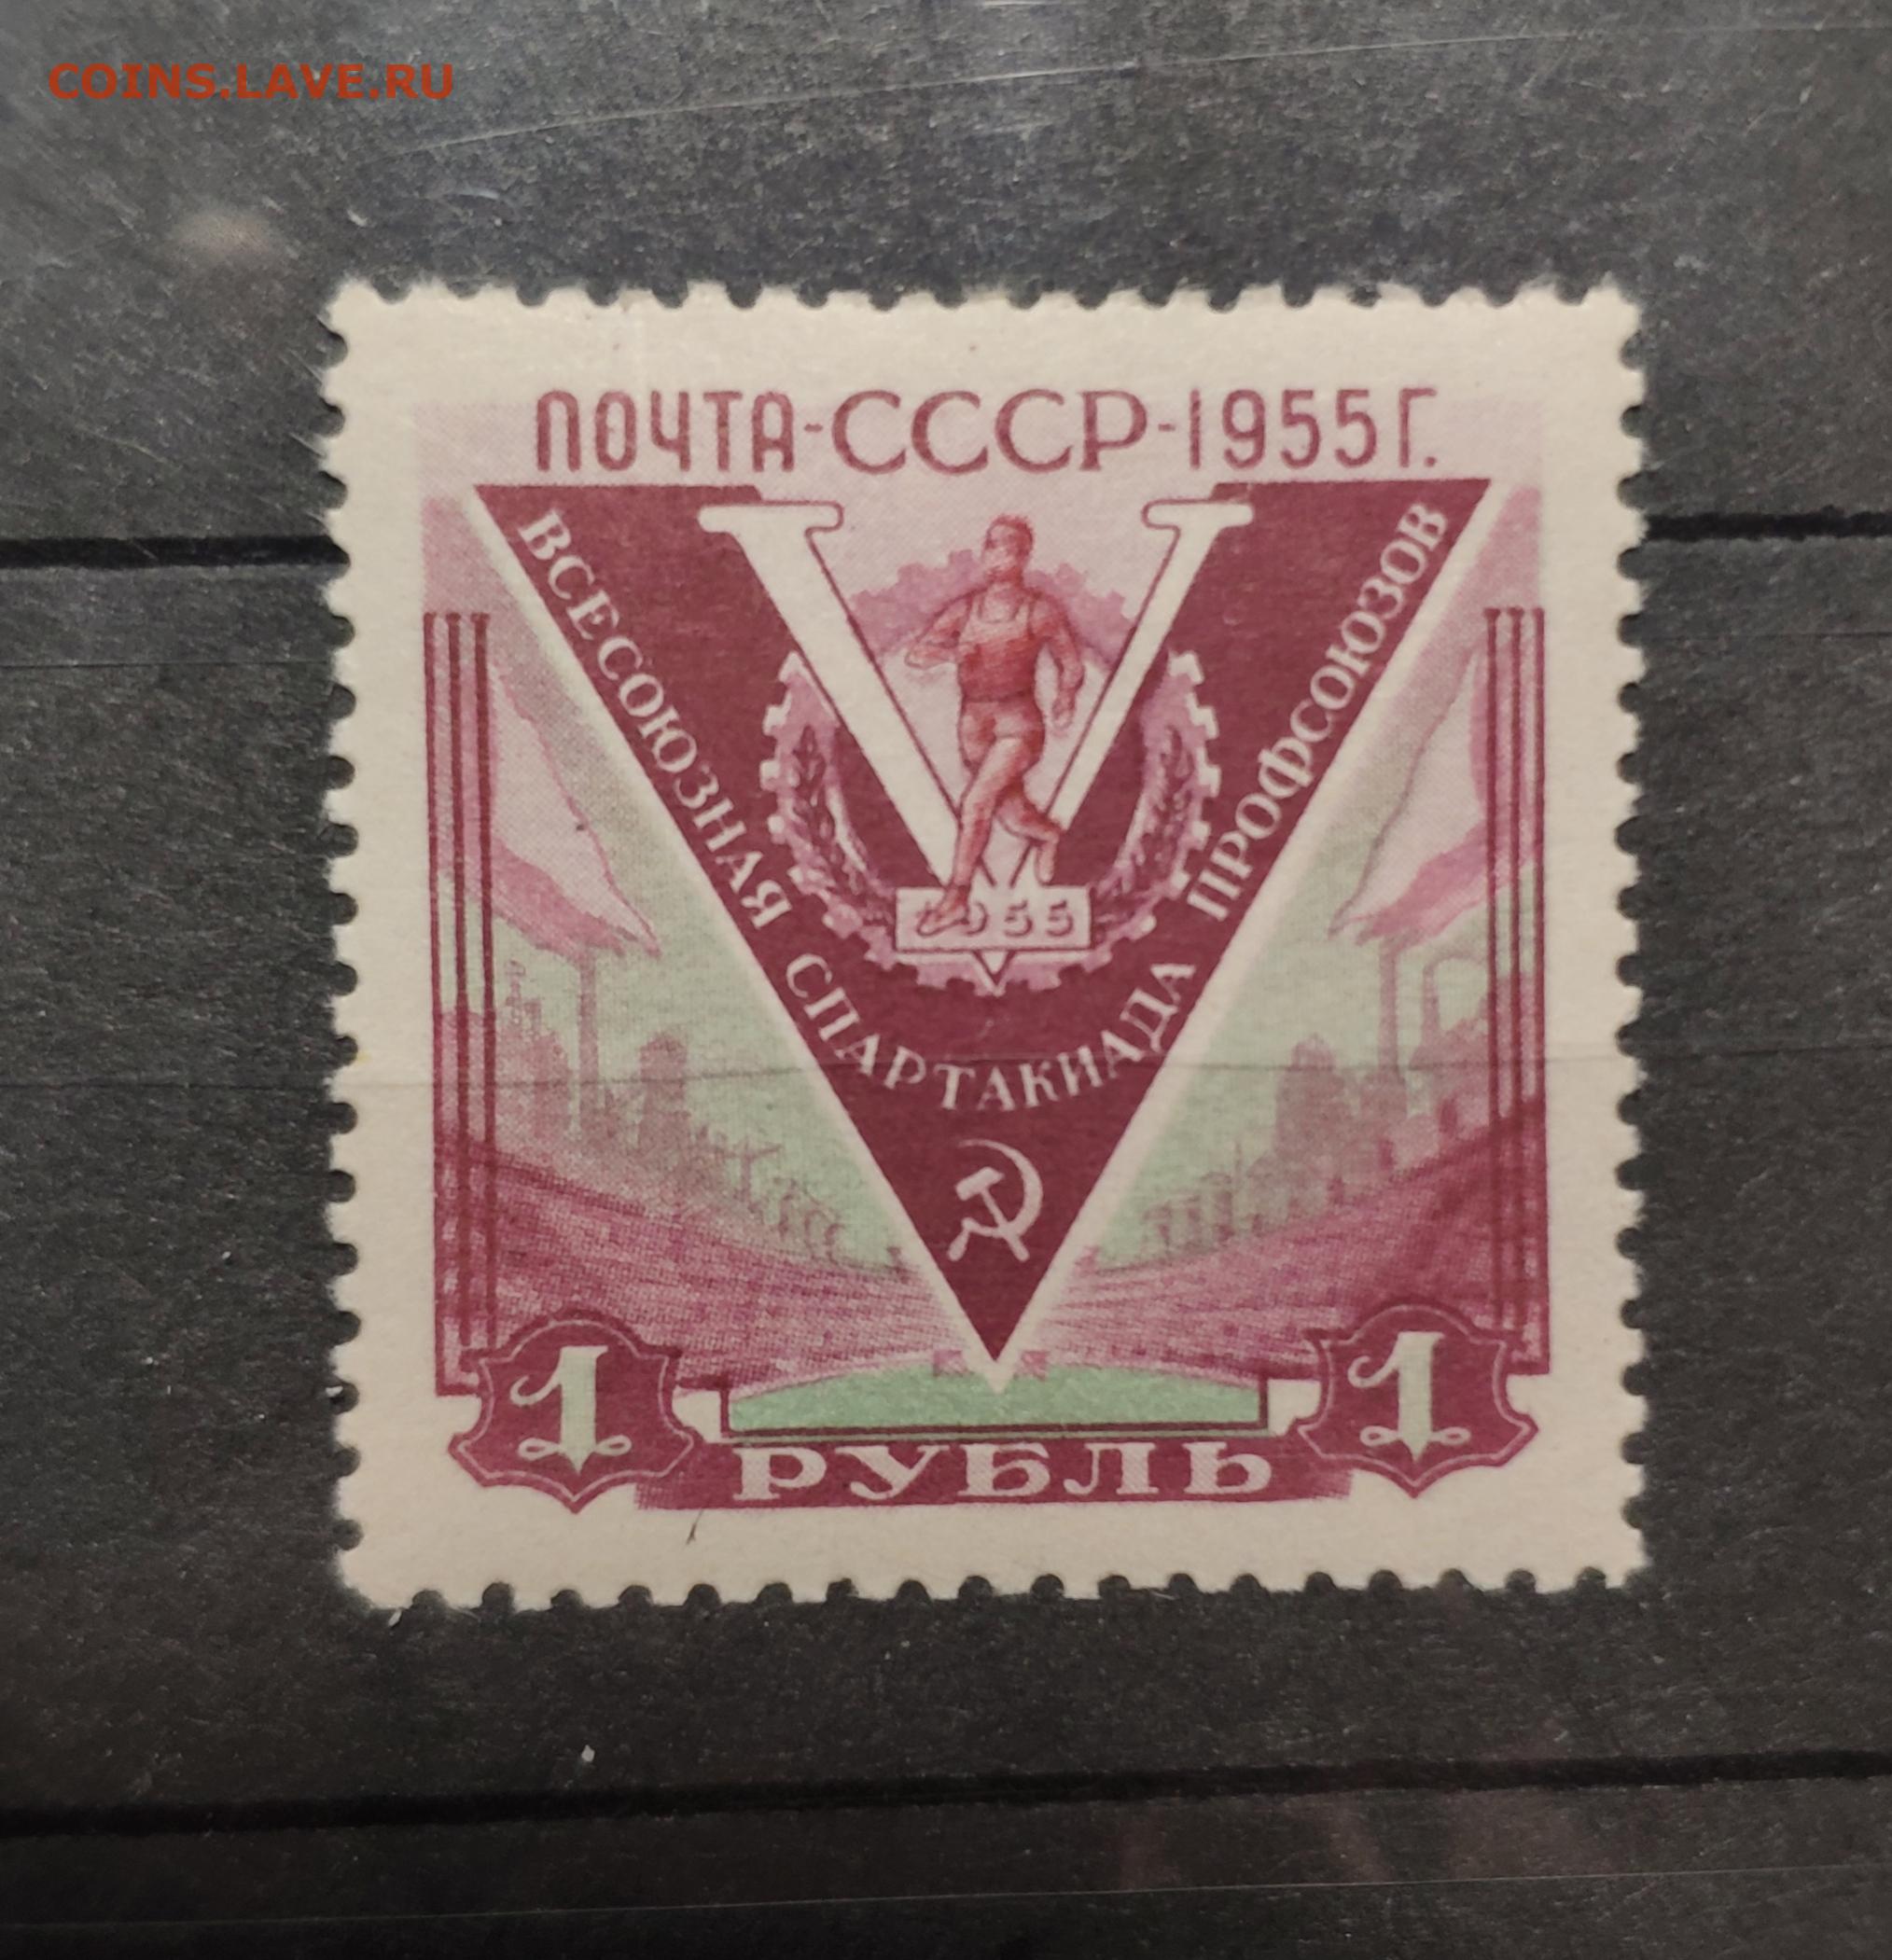 COINS.LAVE.RU
ПОЧТА-СССР-1955Г.
V
ВСЕСОЮЗНАЯ СПАРТАКИАДА ПРОФСОЮЗОВ
1955
1 РУБЛЬ 1